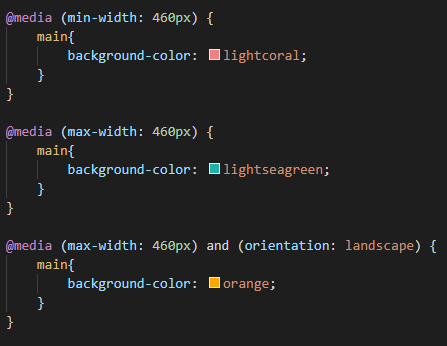 @media (min-width: 460px) {
    main{
        background-color: lightcoral;
    }
}

@media (max-width: 460px) {
    main{
        background-color: lightseagreen;
    }
}

@media (max-width: 460px) and (orientation: landscape) {
    main{
        background-color: orange;
    }
}